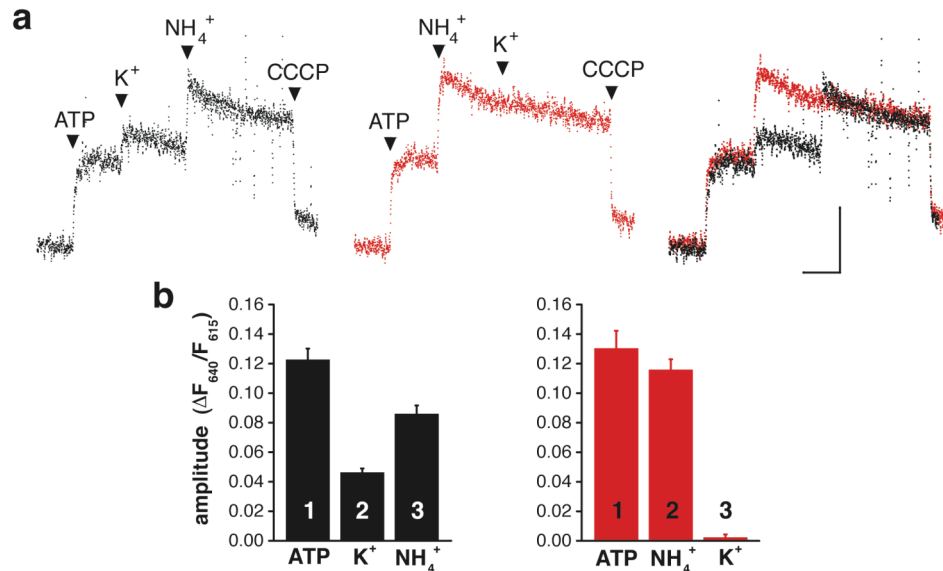 a
NH₄⁺
K⁺
ATP
CCCP
NH₄⁺
K⁺
ATP
CCCP
b
amplitude (ΔF₆₄₀/F₆₁₅)
0.16
0.14
0.12
0.10
0.08
0.06
0.04
0.02
0.00
1
2
3
ATP K⁺ NH₄⁺
0.16
0.14
0.12
0.10
0.08
0.06
0.04
0.02
0.00
1
2
3
ATP NH₄⁺ K⁺